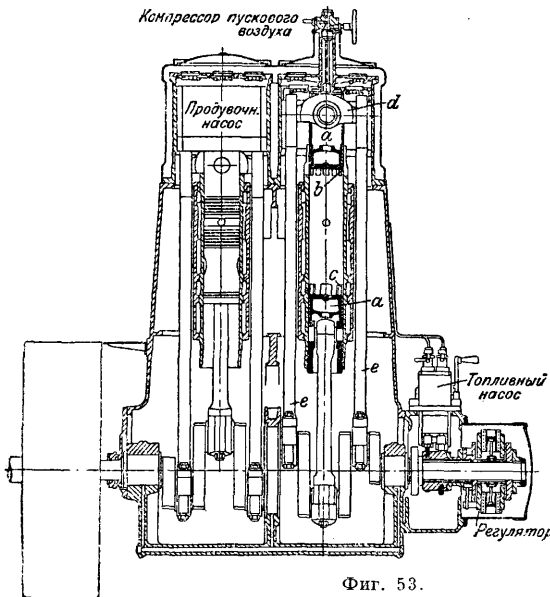 Компрессор пускового
воздуха
Продувочн.
насос
d
a
b
c
a
e
e
Топливный
насос
Регулятор
Фиг. 53.